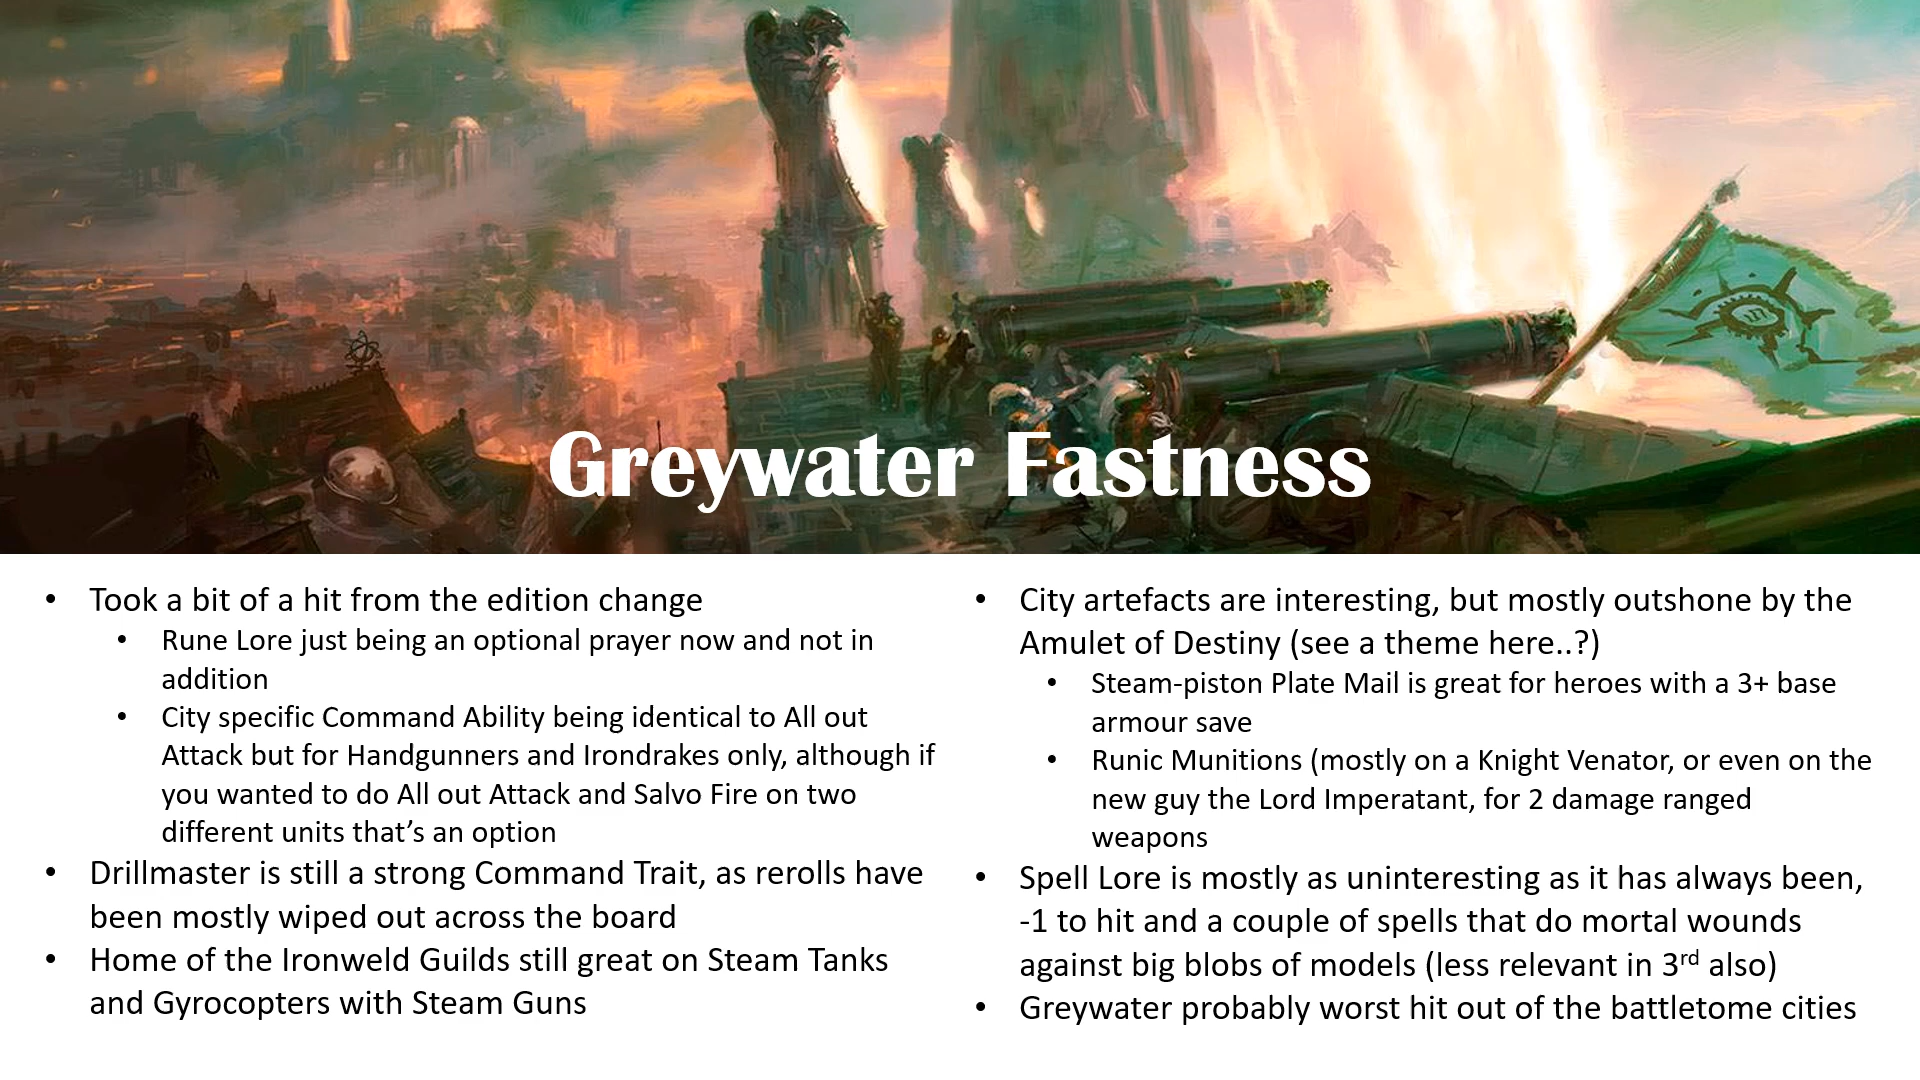 Greywater Fastness
• Took a bit of a hit from the edition change
• Rune Lore just being an optional prayer now and not in
addition
• City specific Command Ability being identical to All out
Attack but for Handgunners and Irondrakes only, although if
you wanted to do All out Attack and Salvo Fire on two
different units that’s an option
• Drillmaster is still a strong Command Trait, as rerolls have
been mostly wiped out across the board
• Home of the Ironweld Guilds still great on Steam Tanks
and Gyrocopters with Steam Guns
• City artefacts are interesting, but mostly outshone by the
Amulet of Destiny (see a theme here..?)
• Steam-piston Plate Mail is great for heroes with a 3+ base
armour save
• Runic Munitions (mostly on a Knight Venator, or even on the
new guy the Lord Imperatant, for 2 damage ranged
weapons
• Spell Lore is mostly as uninteresting as it has always been,
-1 to hit and a couple of spells that do mortal wounds
against big blobs of models (less relevant in 3rd also)
• Greywater probably worst hit out of the battletome cities